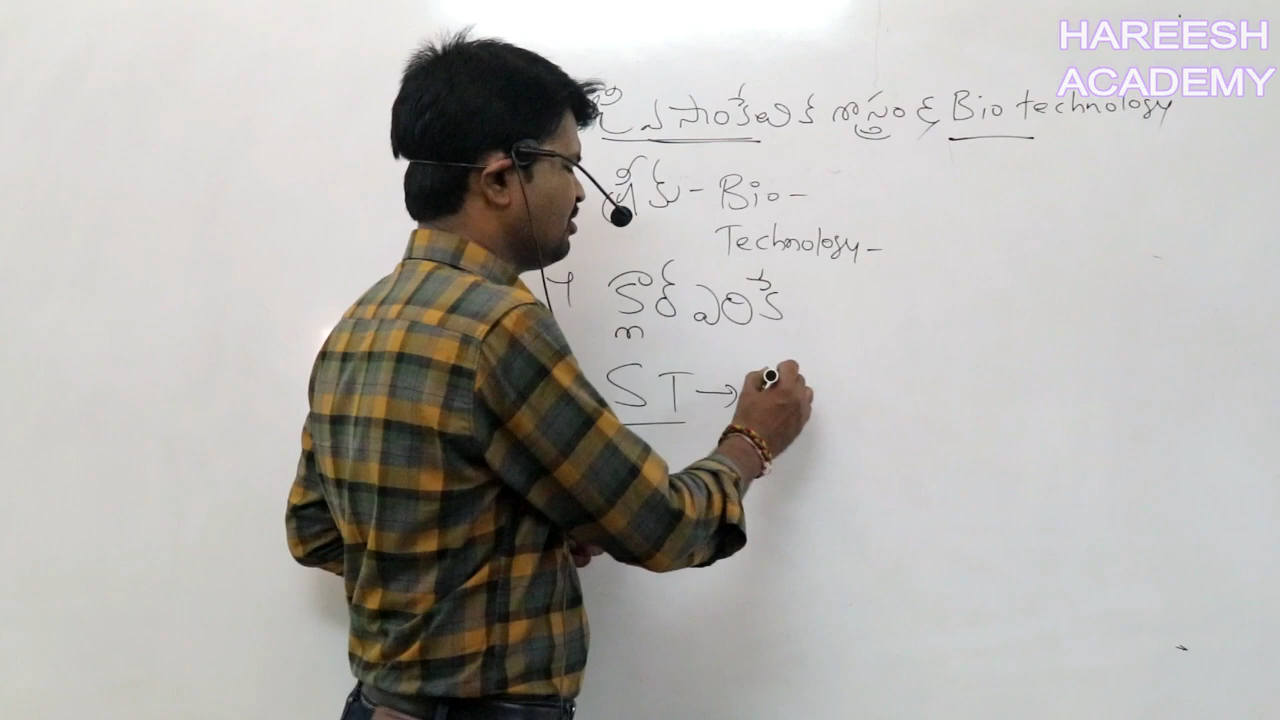 HAREESH
ACADEMY
జైవ సాంకేతిక శాస్త్రం & Bio technology
గ్రీకు - Bio -
Technology -
కార్ల్ ఎరికే
ST →